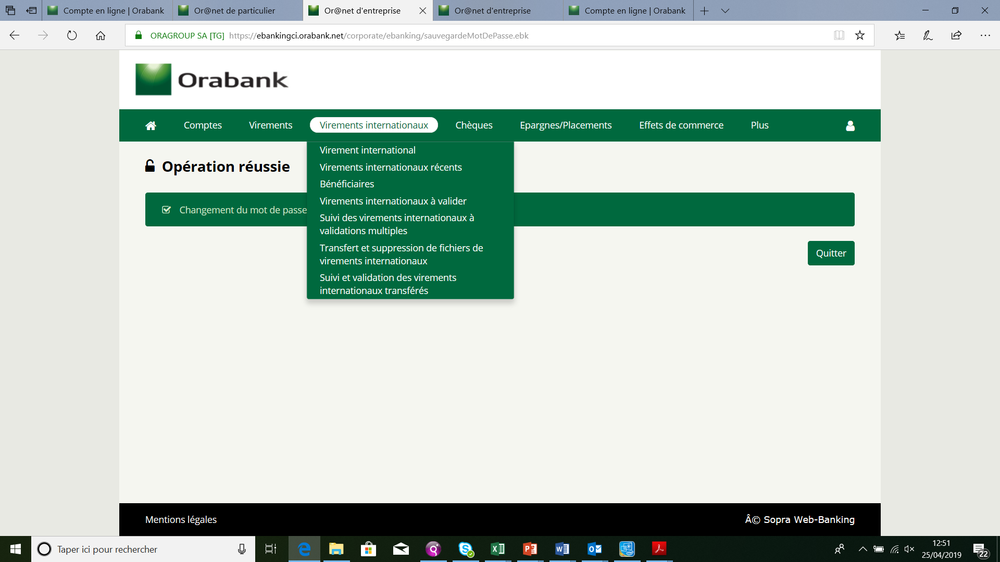 Compte en ligne | Orabank
Or@net de particulier
Or@net d'entreprise
Or@net d'entreprise
Compte en ligne | Orabank
ORAGROUP SA [TG] https://ebankingci.orabank.net/corporate/ebanking/sauvegardeMotDePasse.ebk
Orabank
Comptes
Virements
Virements internationaux
Chèques
Epargnes/Placements
Effets de commerce
Plus
Virement international
Virements internationaux récents
Bénéficiaires
Virements internationaux à valider
Suivi des virements internationaux à
validations multiples
Transfert et suppression de fichiers de
virements internationaux
Suivi et validation des virements
internationaux transférés
Opération réussie
Changement du mot de passe
Quitter
Mentions légales
Â© Sopra Web-Banking
Taper ici pour rechercher
12:51
25/04/2019
22